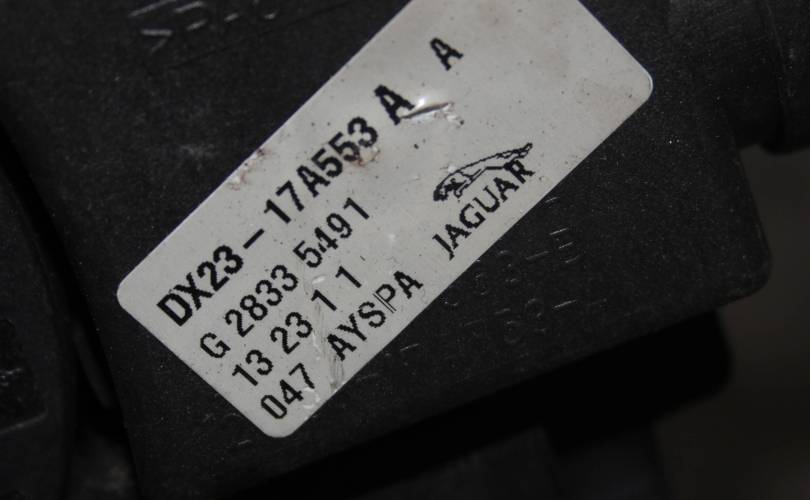 DX23-17A553 A A
G 2833 5491
13 23 1 1
047 AYSPA
JAGUAR